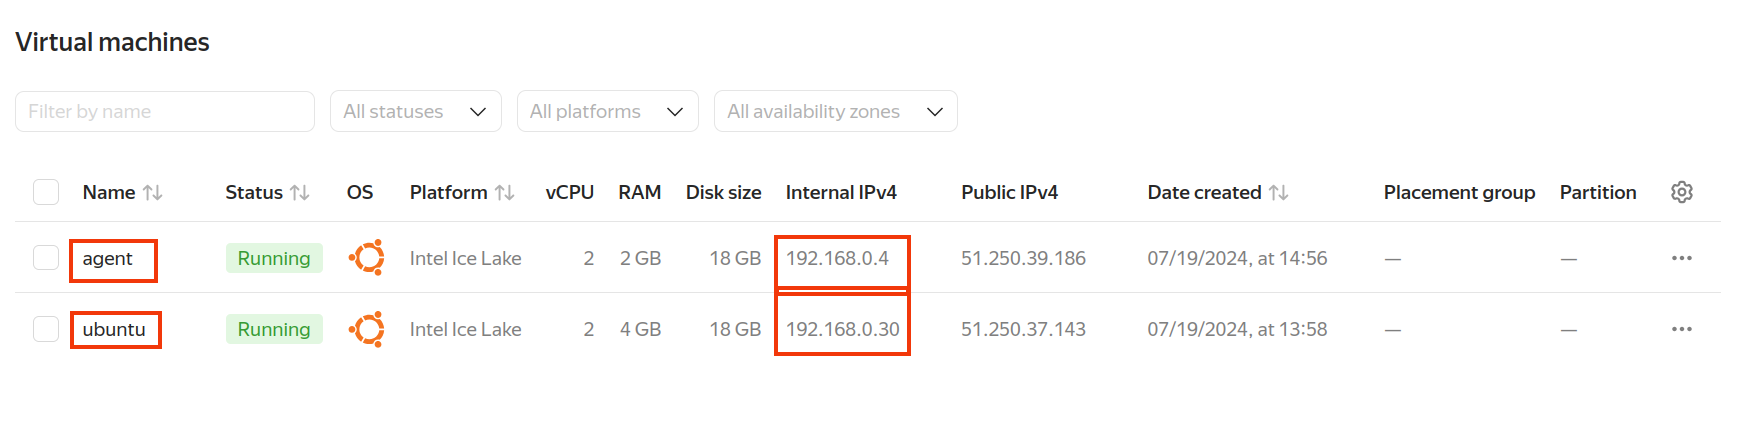 Virtual machines
Filter by name All statuses All platforms All availability zones
Name Status OS Platform vCPU RAM Disk size Internal IPv4 Public IPv4 Date created Placement group Partition
agent Running Intel Ice Lake 2 2 GB 18 GB 192.168.0.4 51.250.39.186 07/19/2024, at 14:56 — —
ubuntu Running Intel Ice Lake 2 4 GB 18 GB 192.168.0.30 51.250.37.143 07/19/2024, at 13:58 — —